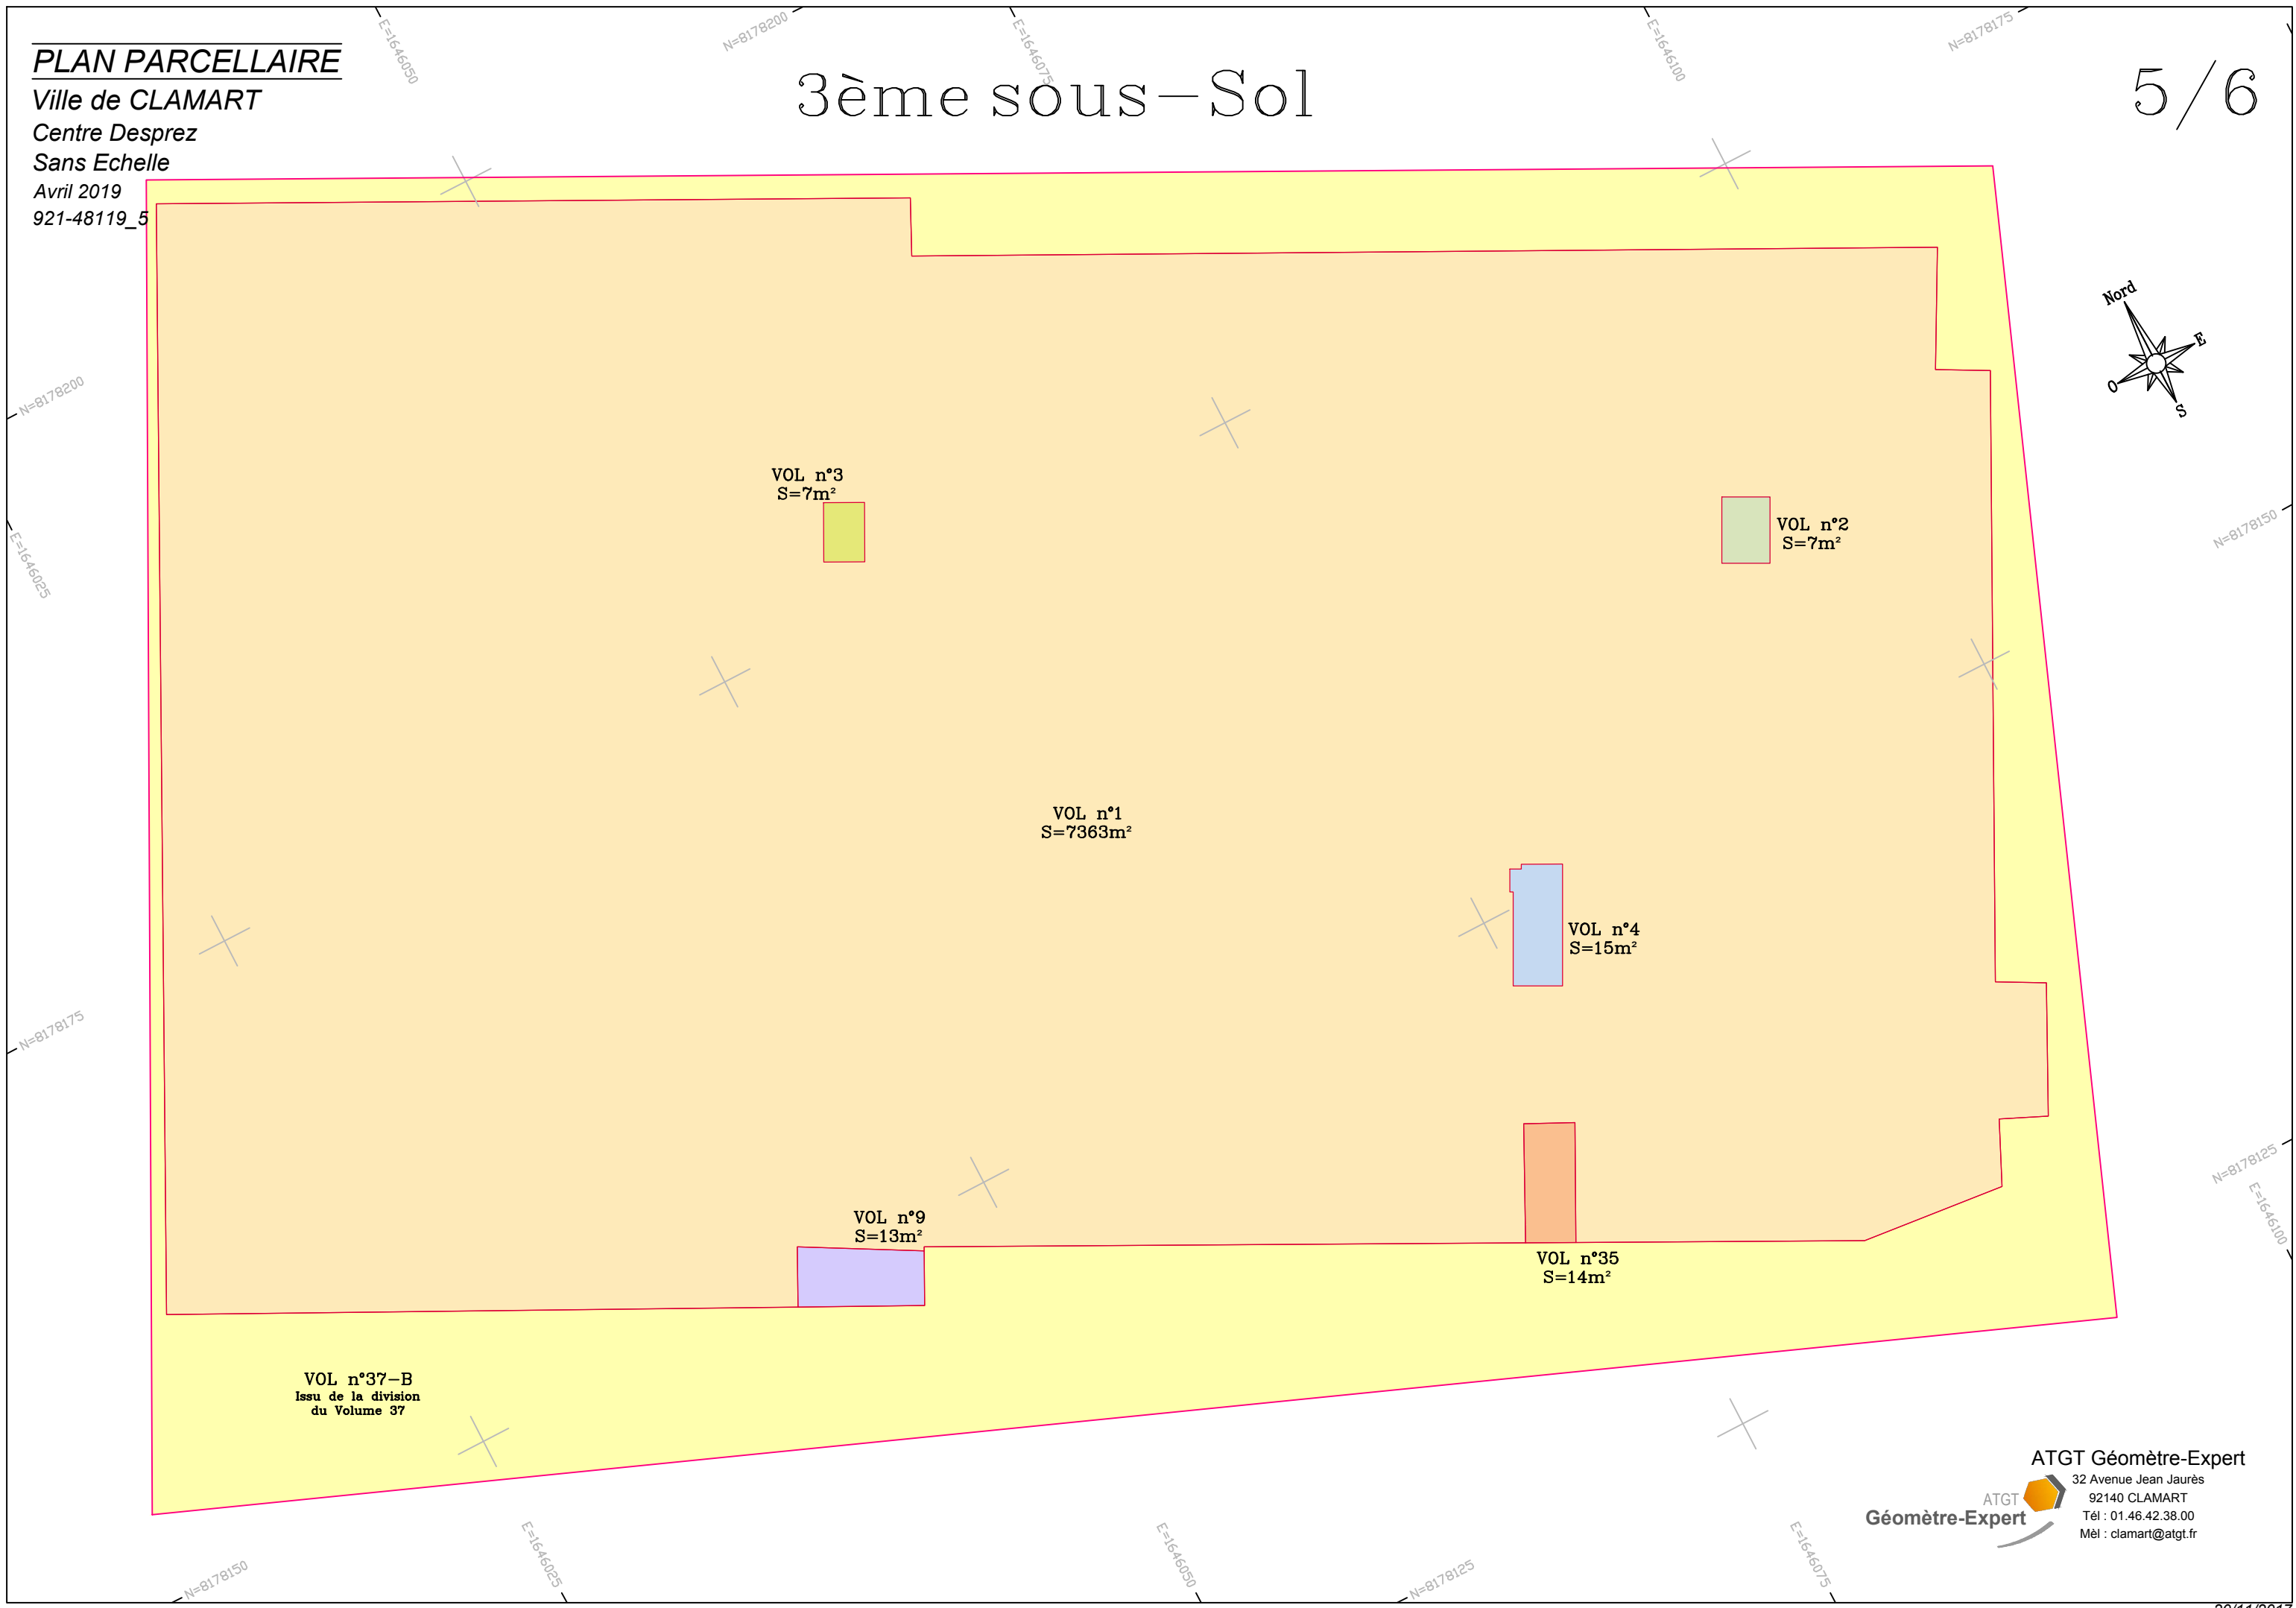 PLAN PARCELLAIRE
Ville de CLAMART
Centre Desprez
Sans Echelle
Avril 2019
921-48119_5
3ème sous-Sol
5/6
E=1646050
N=8178200
E=1646075
E=1646100
N=8178175
Nord
E
O
S
N=8178200
E=1646025
N=8178150
VOL n°3
S=7m²
VOL n°2
S=7m²
VOL n°1
S=7363m²
VOL n°4
S=15m²
N=8178175
N=8178125
E=1646100
VOL n°9
S=13m²
VOL n°35
S=14m²
VOL n°37-B
Issu de la division
du Volume 37
ATGT Géomètre-Expert
32 Avenue Jean Jaurès
92140 CLAMART
Tél : 01.46.42.38.00
Mèl : clamart@atgt.fr
ATGT
Géomètre-Expert
N=8178150
E=1646025
E=1646050
N=8178125
E=1646075